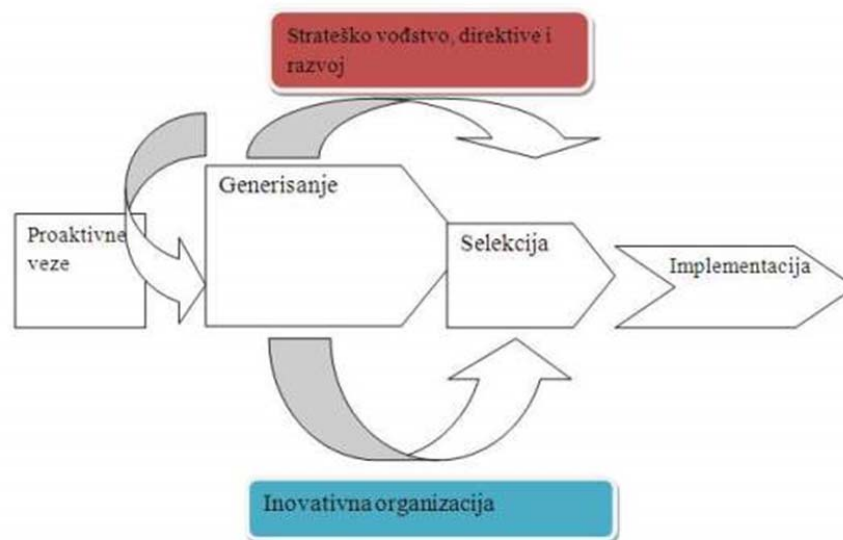 Strateško vođstvo, direktive i
razvoj
Generisanje
Proaktivne
veze
Selekcija
Implementacija
Inovativna organizacija